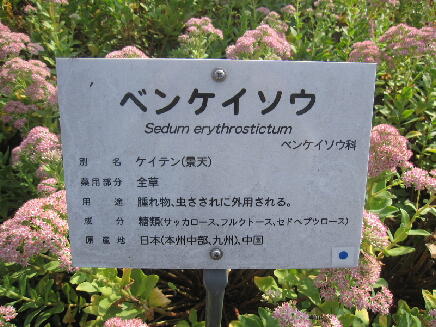 ベンケイソウ
Sedum erythrostictum
ベンケイソウ科
別 名 ケイテン(景天)
薬用部分 全草
用 途 腫れ物、虫さされに外用される。
成 分 糖類(サッカロース、フルクトース、セドヘプツロース)
原産地 日本(本州中部、九州)、中国